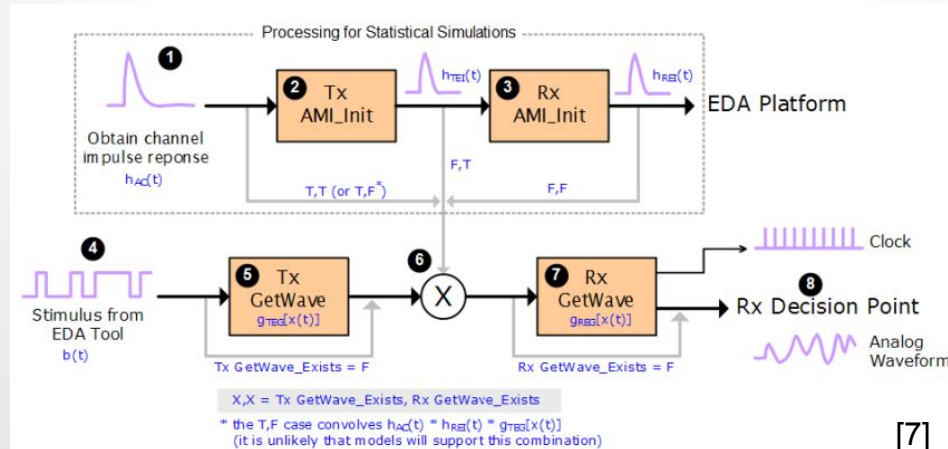 Processing for Statistical Simulations
1
Obtain channel
impulse reponse
hAC(t)
2 Tx
AMI_Init
hTEI(t)
3 Rx
AMI_Init
hREI(t)
EDA Platform
F,T
T,T (or T,F*)
F,F
4
Stimulus from
EDA Tool
b(t)
5 Tx
GetWave
gTEG[x(t)]
Tx GetWave_Exists = F
6
X
7 Rx
GetWave
gREG[x(t)]
Rx GetWave_Exists = F
Clock
8
Rx Decision Point
Analog
Waveform
X,X = Tx GetWave_Exists, Rx GetWave_Exists
* the T,F case convolves hAC(t) * hREI(t) * gTEG[x(t)]
(it is unlikely that models will support this combination)
[7]